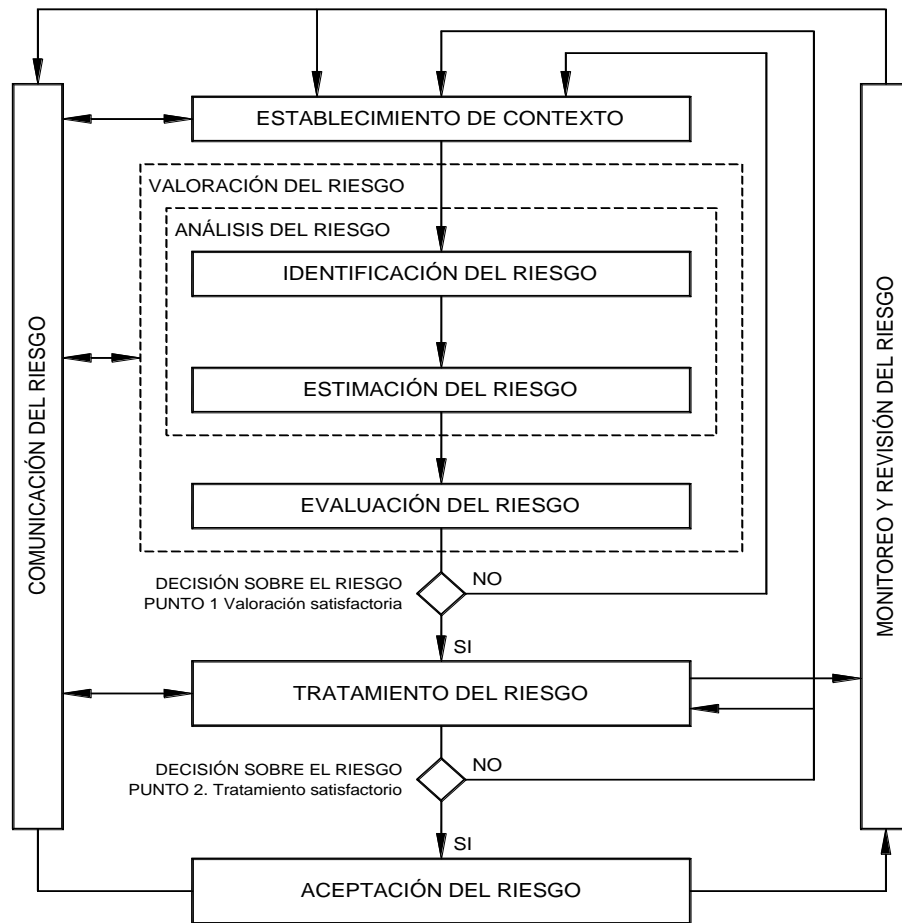 ESTABLECIMIENTO DE CONTEXTO
VALORACIÓN DEL RIESGO
ANÁLISIS DEL RIESGO
IDENTIFICACIÓN DEL RIESGO
ESTIMACIÓN DEL RIESGO
EVALUACIÓN DEL RIESGO
DECISIÓN SOBRE EL RIESGO
PUNTO 1 Valoración satisfactoria
NO
SI
TRATAMIENTO DEL RIESGO
DECISIÓN SOBRE EL RIESGO
PUNTO 2. Tratamiento satisfactorio
NO
SI
ACEPTACIÓN DEL RIESGO
COMUNICACIÓN DEL RIESGO
MONITOREO Y REVISIÓN DEL RIESGO